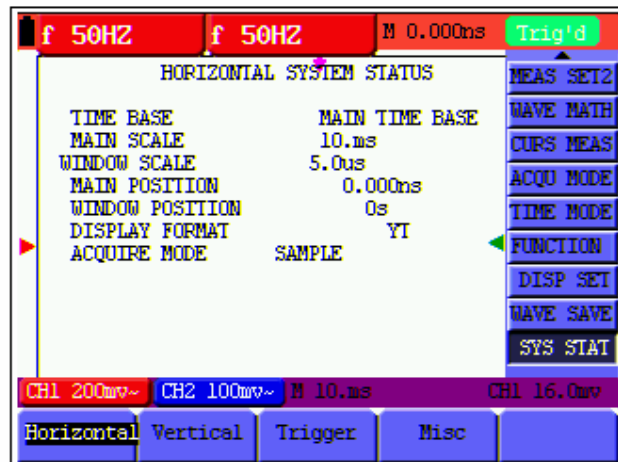 f 50HZ f 50HZ M 0.000ns Trig'd
HORIZONTAL SYSTEM STATUS
TIME BASE MAIN TIME BASE
MAIN SCALE 10.ms
WINDOW SCALE 5.0us
MAIN POSITION 0.000ns
WINDOW POSITION 0s
DISPLAY FORMAT YT
ACQUIRE MODE SAMPLE
MEAS SET2
WAVE MATH
CURS MEAS
ACQU MODE
TIME MODE
FUNCTION
DISP SET
WAVE SAVE
SYS STAT
CH1 200mv~ CH2 100mv~ M 10.ms CH1 16.0mv
Horizontal Vertical Trigger Misc